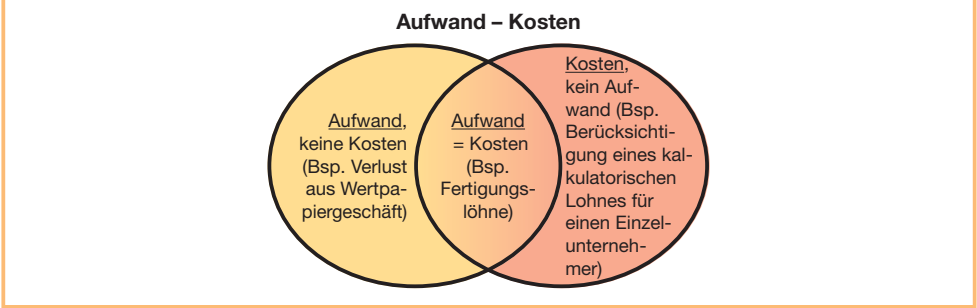 Aufwand – Kosten
Aufwand,
keine Kosten
(Bsp. Verlust
aus Wertpa-
piergeschäft)
Aufwand
= Kosten
(Bsp.
Fertigungs-
löhne)
Kosten,
kein Auf-
wand (Bsp.
Berücksichti-
gung eines kal-
kulatorischen
Lohnes für
einen Einzel-
unterneh-
mer)